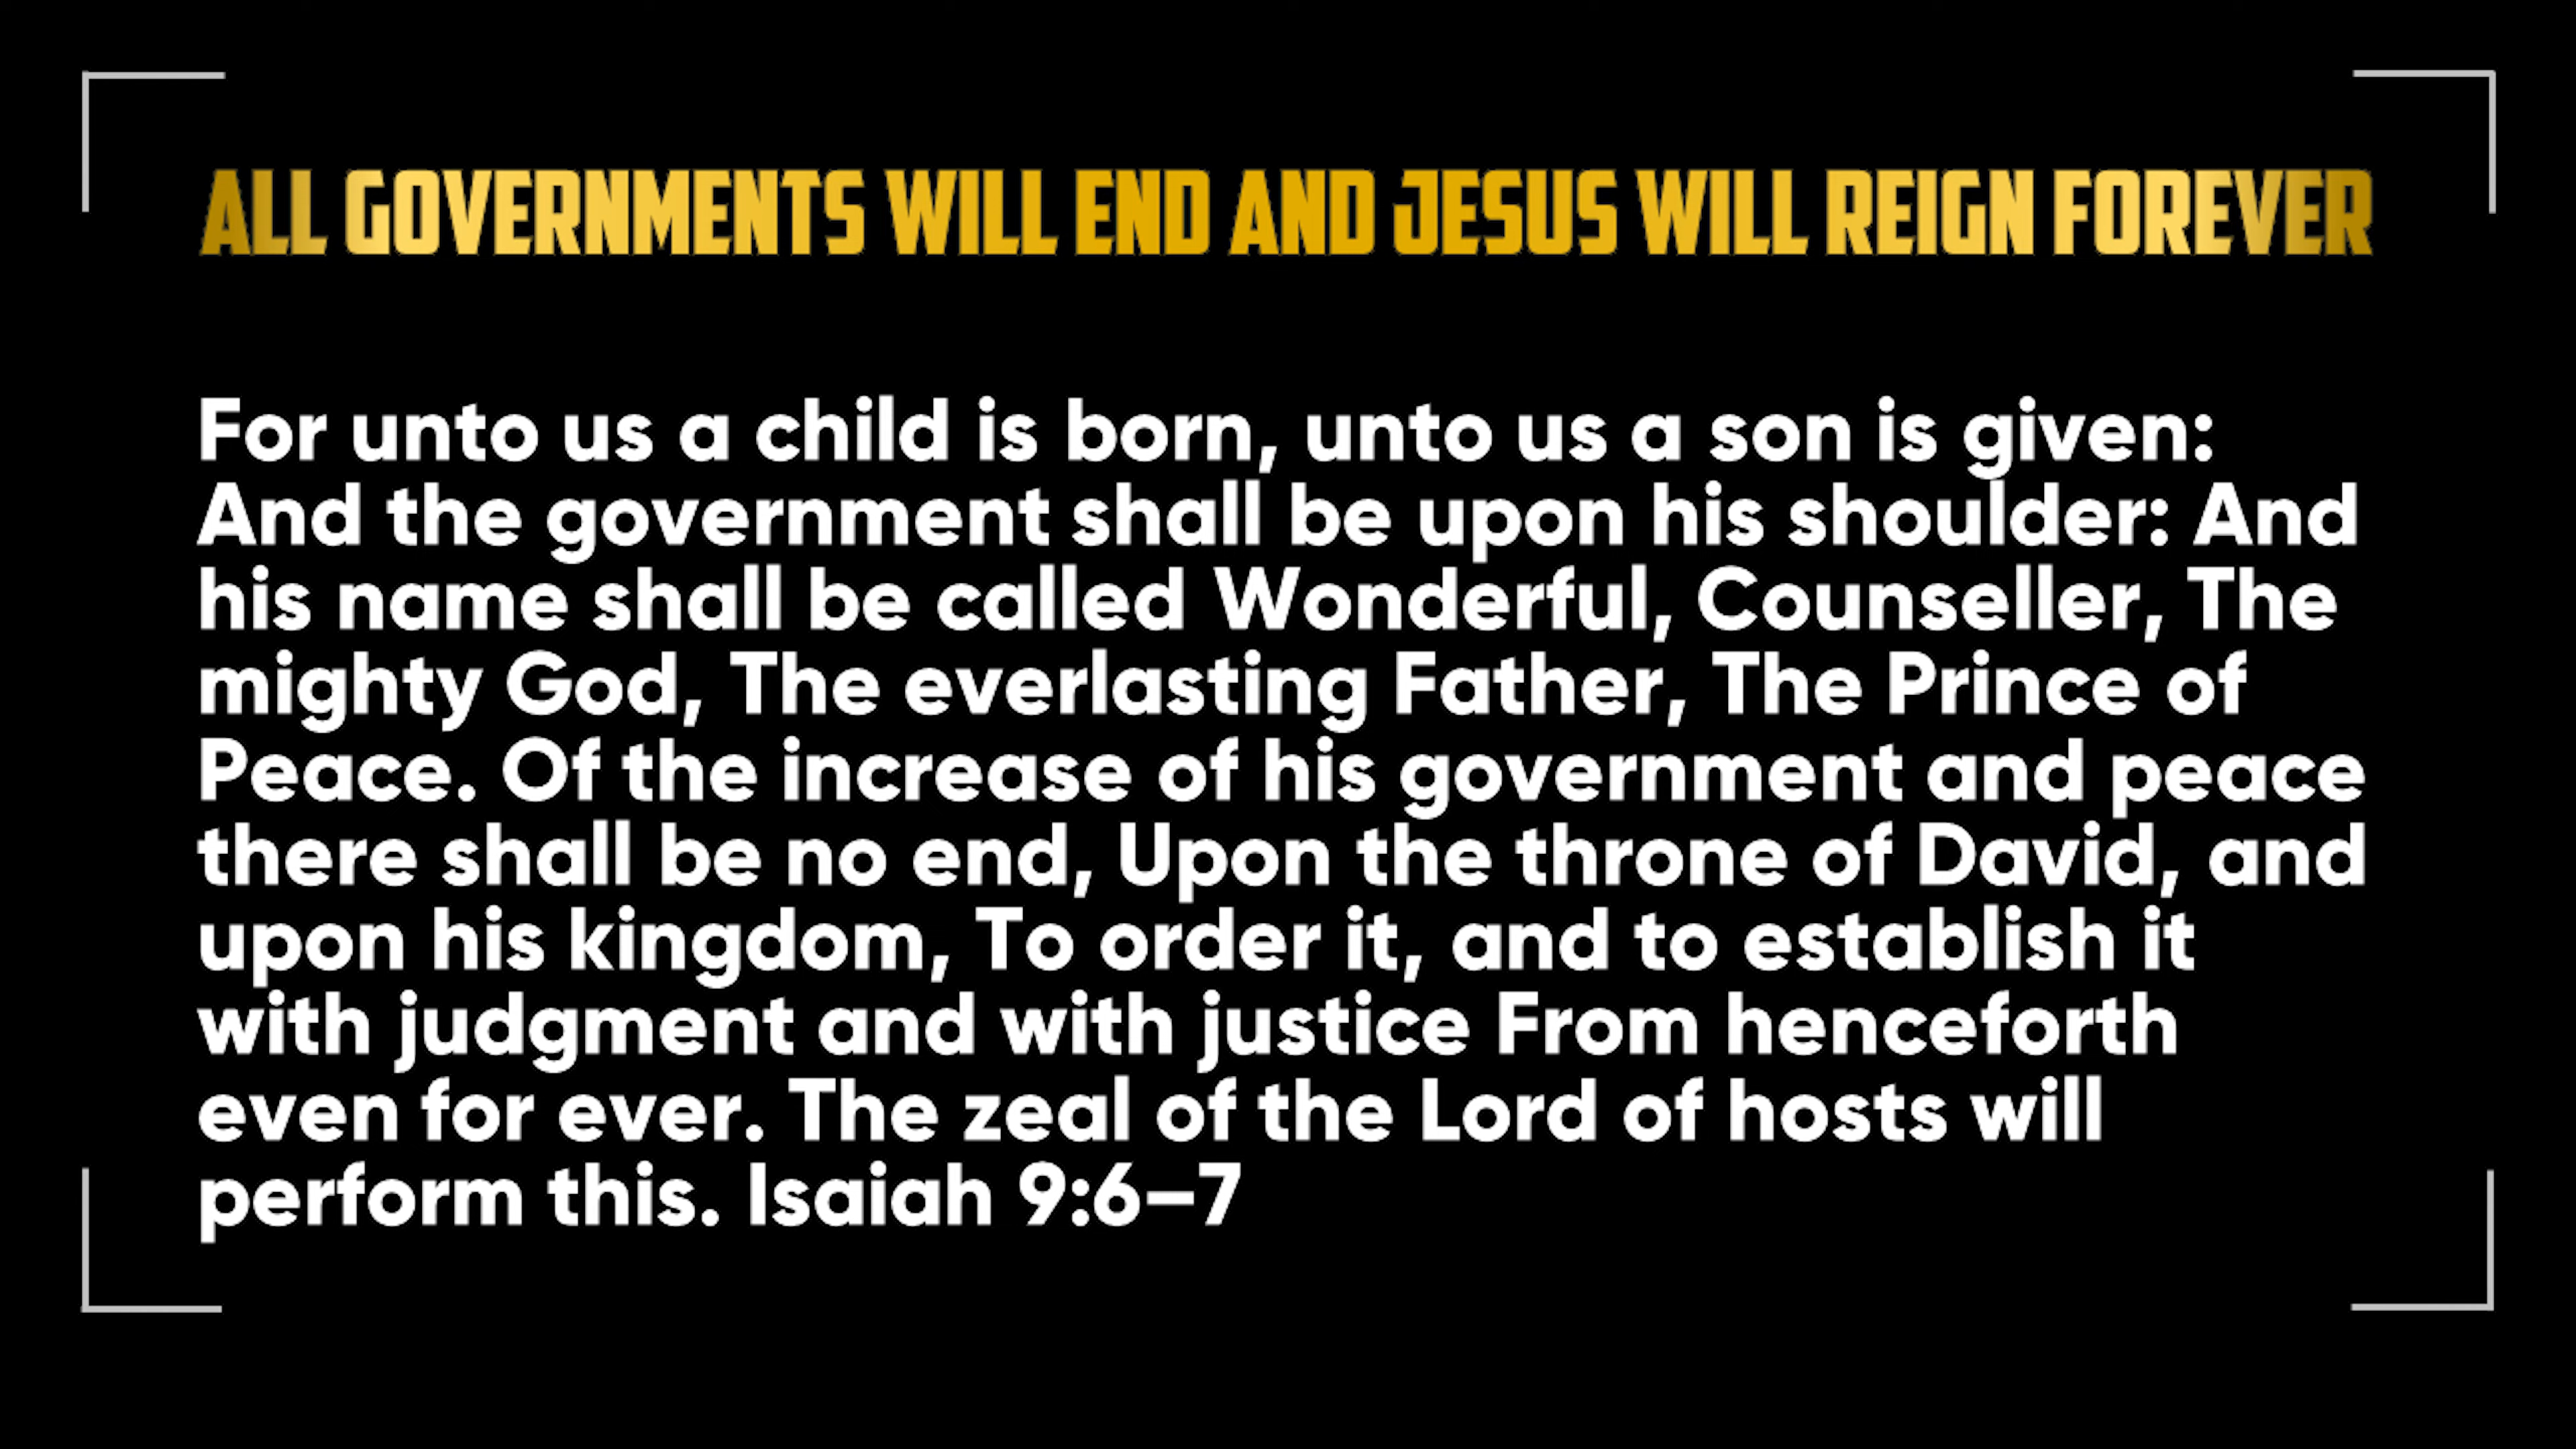 ALL GOVERNMENTS WILL END AND JESUS WILL REIGN FOREVER
For unto us a child is born, unto us a son is given:
And the government shall be upon his shoulder: And
his name shall be called Wonderful, Counseller, The
mighty God, The everlasting Father, The Prince of
Peace. Of the increase of his government and peace
there shall be no end, Upon the throne of David, and
upon his kingdom, To order it, and to establish it
with judgment and with justice From henceforth
even for ever. The zeal of the Lord of hosts will
perform this. Isaiah 9:6–7